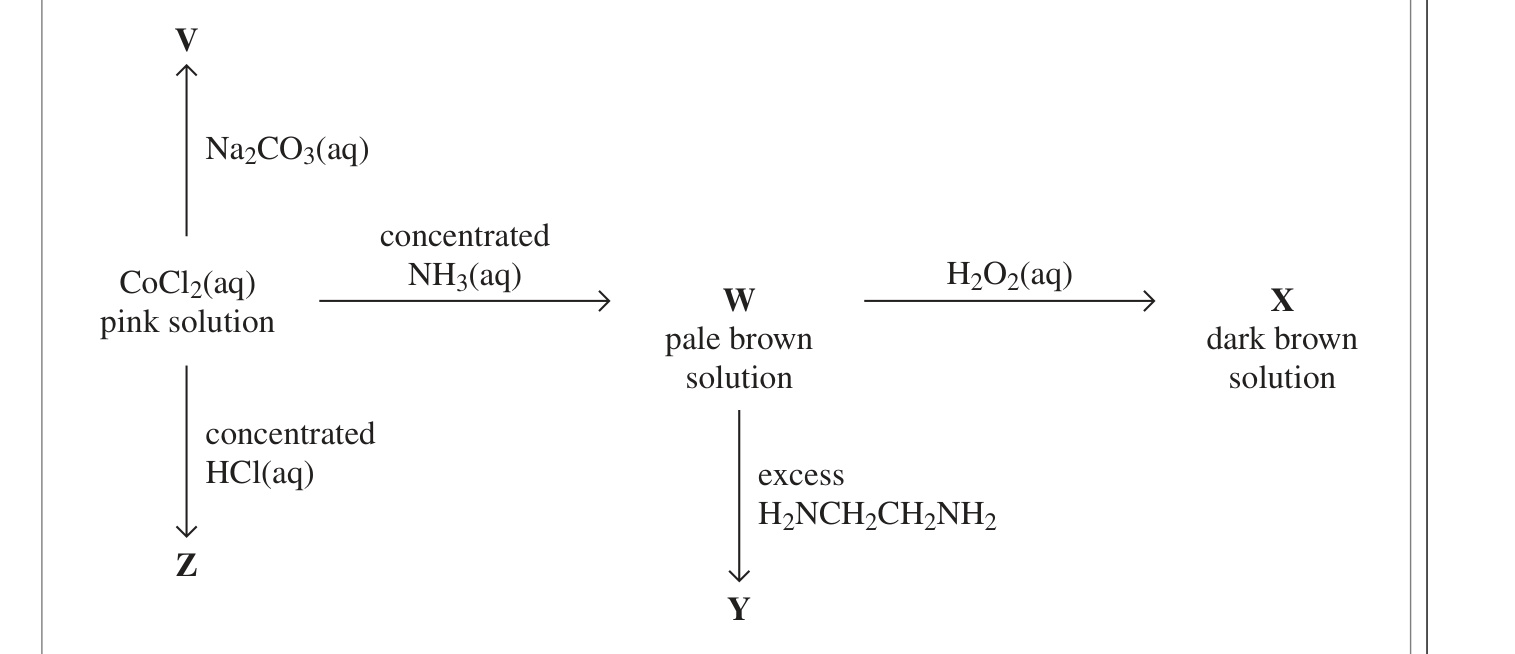 V
Na₂CO₃(aq)
concentrated
NH₃(aq)
CoCl₂(aq)
pink solution
H₂O₂(aq)
W
pale brown
solution
X
dark brown
solution
concentrated
HCl(aq)
excess
H₂NCH₂CH₂NH₂
Z
Y